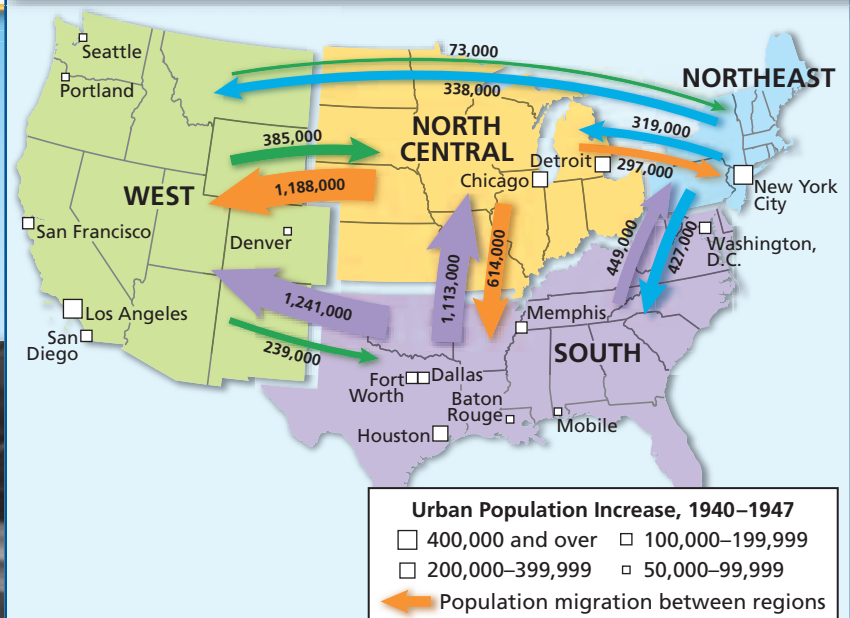 Seattle
Portland
73,000
338,000
NORTHEAST
319,000
385,000
NORTH
CENTRAL
Detroit
297,000
Chicago
1,188,000
New York
City
WEST
San Francisco
Denver
449,000
427,000
Washington,
D.C.
1,113,000
614,000
Los Angeles
1,241,000
Memphis
San
Diego
239,000
SOUTH
Fort
Worth
Dallas
Baton
Rouge
Mobile
Houston
Urban Population Increase, 1940–1947
400,000 and over
100,000–199,999
200,000–399,999
50,000–99,999
Population migration between regions